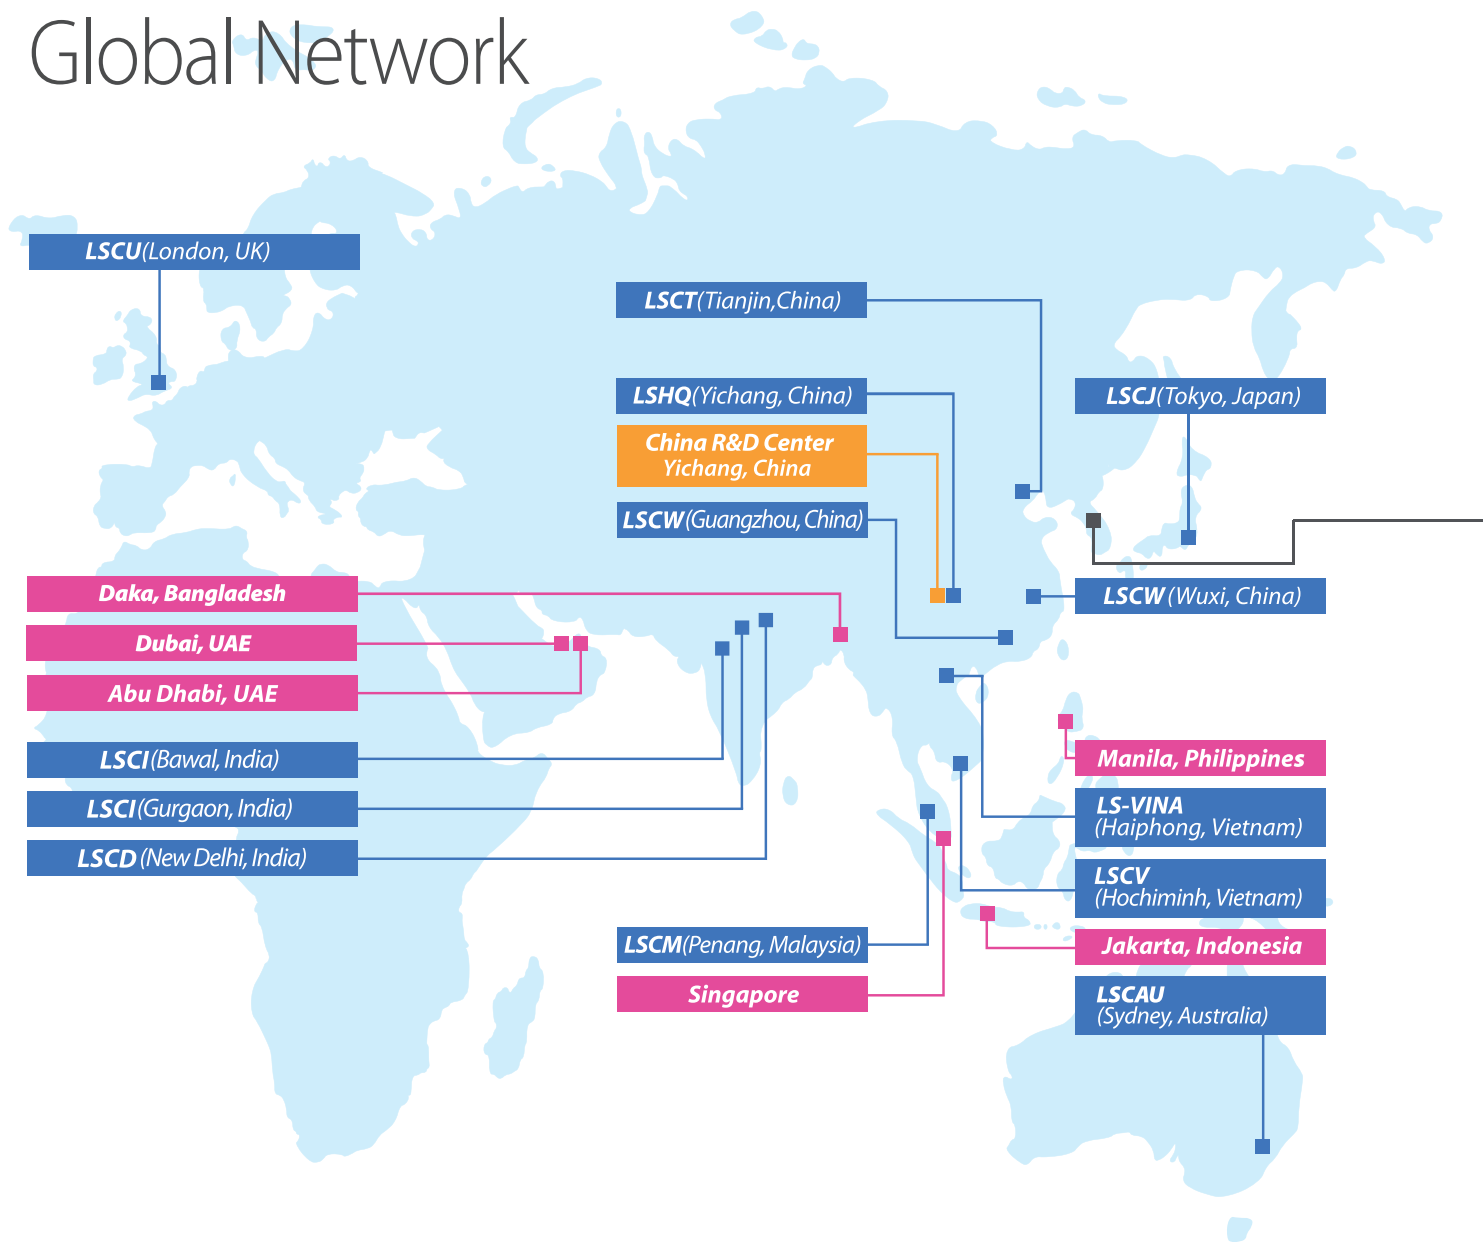 Global Network
LSCU(London, UK)
LSCT(Tianjin,China)
LSHQ(Yichang, China)
LSCJ(Tokyo, Japan)
China R&D Center
Yichang, China
LSCW(Guangzhou, China)
Daka, Bangladesh
LSCW (Wuxi, China)
Dubai, UAE
Abu Dhabi, UAE
LSCI(Bawal, India)
LSCI(Gurgaon, India)
LSCD (New Delhi, India)
Manila, Philippines
LS-VINA
(Haiphong, Vietnam)
LSCV
(Hochiminh, Vietnam)
LSCM(Penang, Malaysia)
Jakarta, Indonesia
Singapore
LSCAU
(Sydney, Australia)